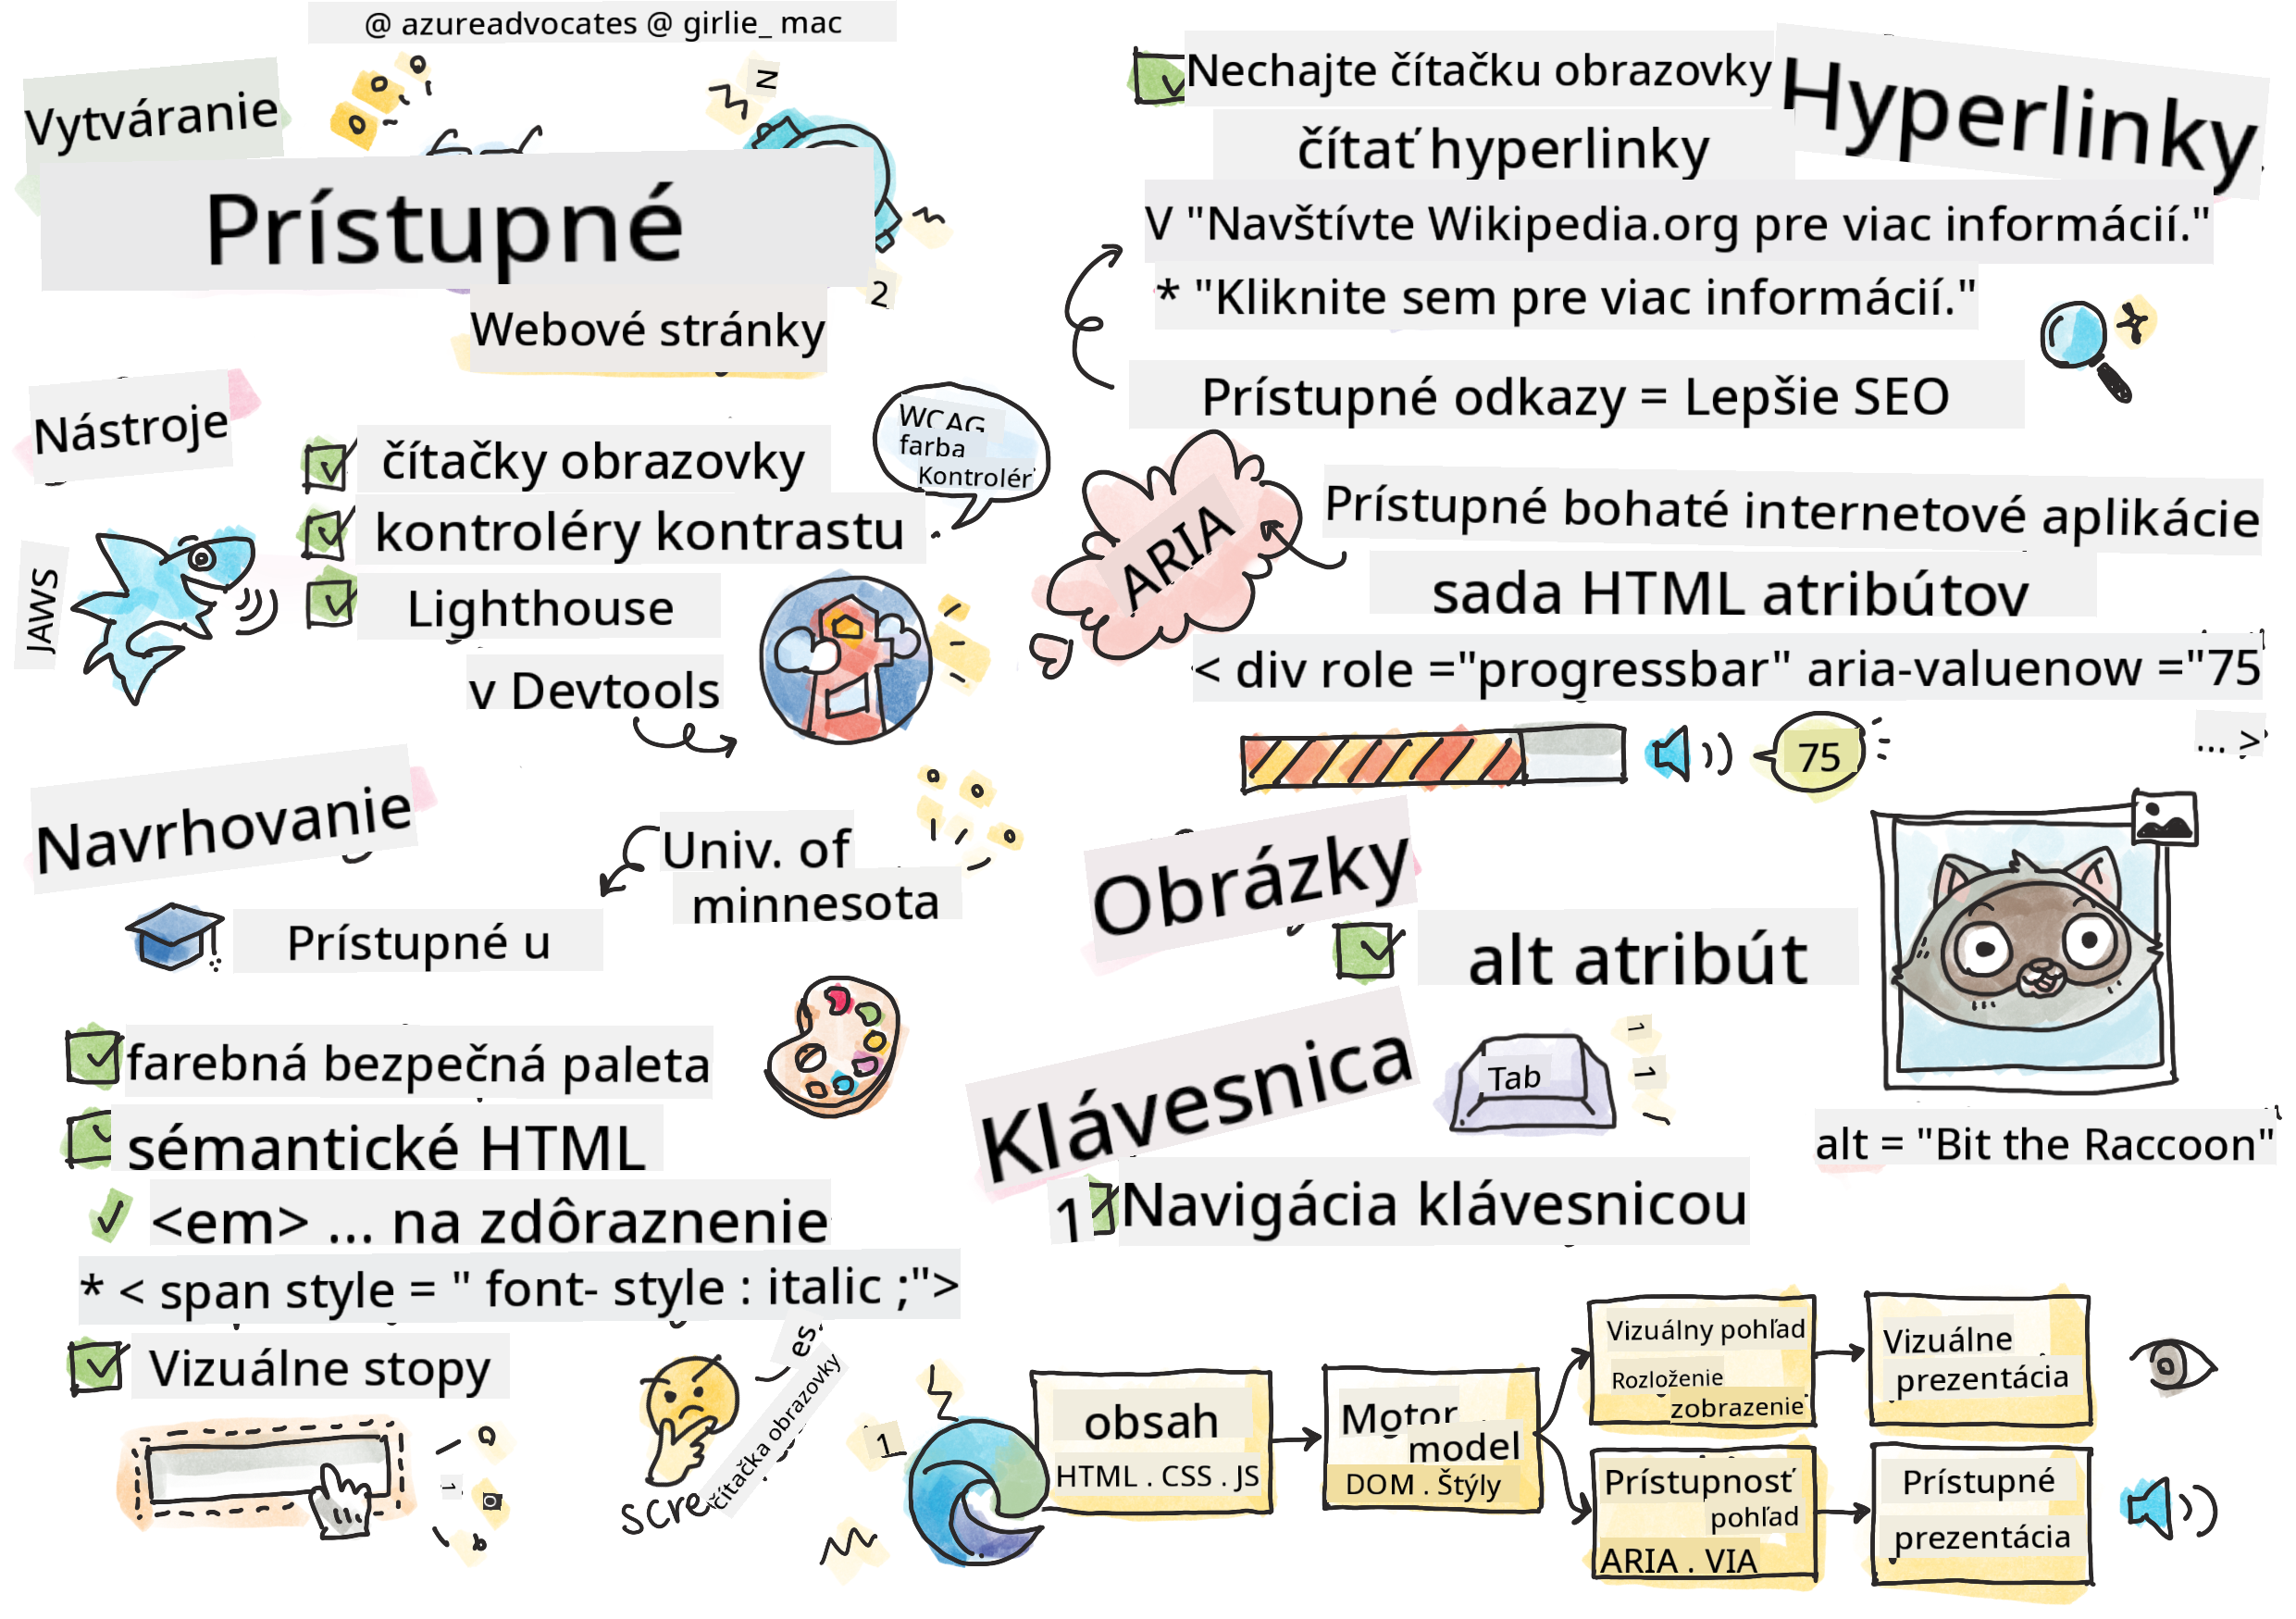 @ azureadvocates @ girlie_ mac
Vytváranie
Prístupné
Webové stránky
N
2
Nástroje
čítačky obrazovky
kontroléry kontrastu
Lighthouse
v Devtools
WCAG
farba
Kontrolér
JAWS
Navrhovanie
Univ. of
minnesota
Prístupné u
farebná bezpečná paleta
sémantické HTML
<em> ... na zdôraznenie
* < span style = " font- style : italic ;">
Vizuálne stopy
es
čítačka obrazovky
scre
1
Nechajte čítačku obrazovky
Hyperlinky
čítať hyperlinky
V "Navštívte Wikipedia.org pre viac informácií."
* "Kliknite sem pre viac informácií."
Prístupné odkazy = Lepšie SEO
ARIA
Prístupné bohaté internetové aplikácie
sada HTML atribútov
< div role ="progressbar" aria-valuenow ="75
... >
75
Obrázky
alt atribút
alt = "Bit the Raccoon"
Klávesnica
Tab
1
Navigácia klávesnicou
obsah
HTML . CSS . JS
Motor
model
DOM . Štýly
Vizuálny pohľad
Rozloženie
zobrazenie
Vizuálne
prezentácia
Prístupnosť
pohľad
ARIA . VIA
Prístupné
prezentácia